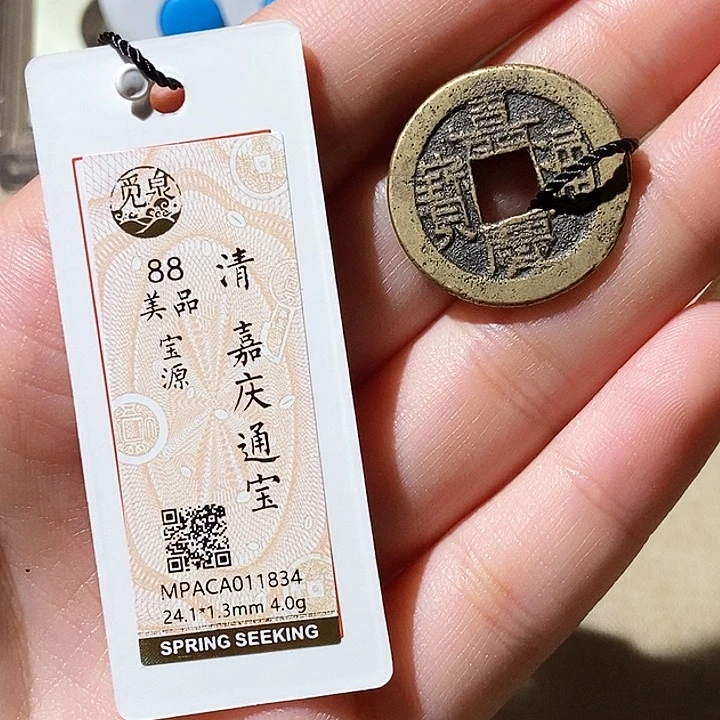 觅泉
清 嘉庆通宝
88
美品
宝源
MPACA011834
24.1*1.3mm 4.0g
SPRING SEEKING
嘉慶通寶